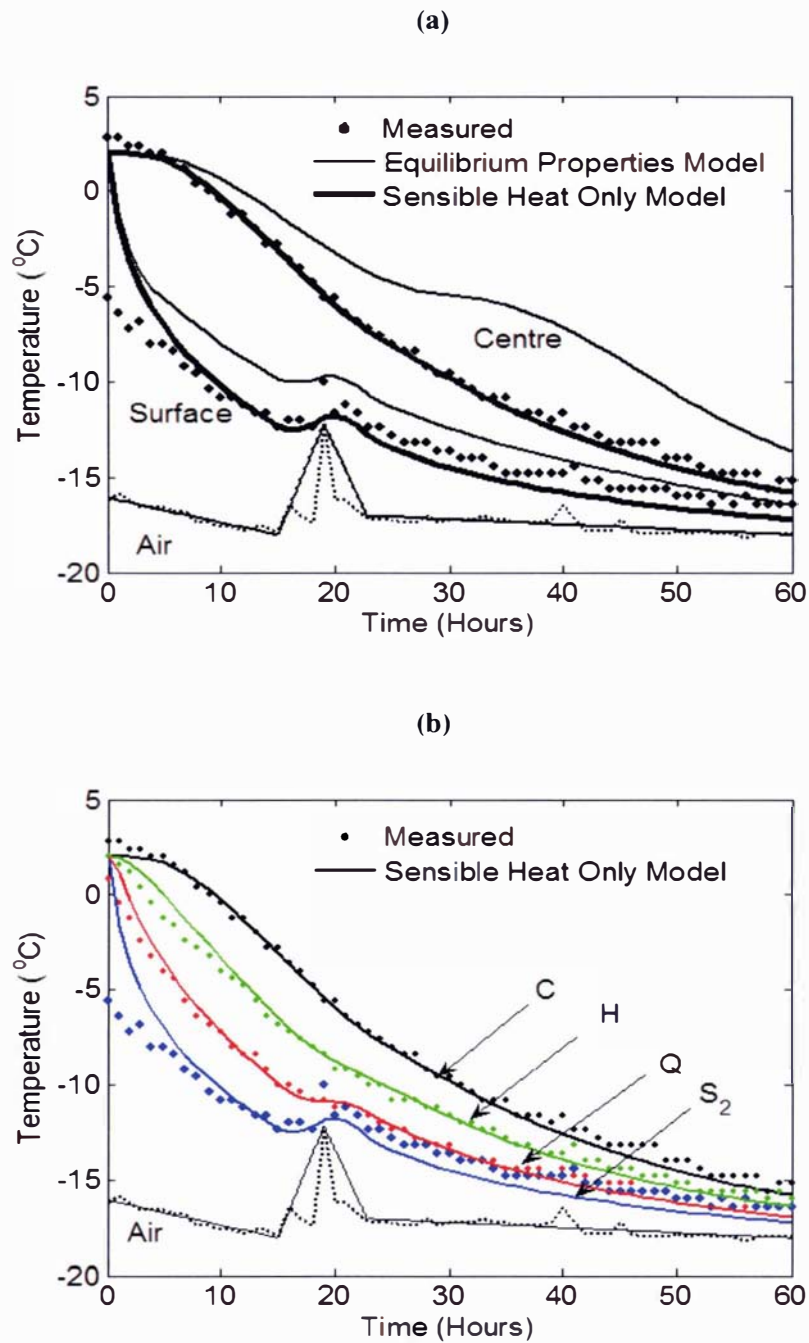 (a)
5
0
-5
-10
-15
-20
Temperature (⁰C)
Measured
Equilibrium Properties Model
Sensible Heat Only Model
Centre
Surface
Air
0 10 20 30 40 50 60
Time (Hours)
(b)
5
0
-5
-10
-15
-20
Temperature (⁰C)
Measured
Sensible Heat Only Model
C
H
Q
S₂
Air
0 10 20 30 40 50 60
Time (Hours)